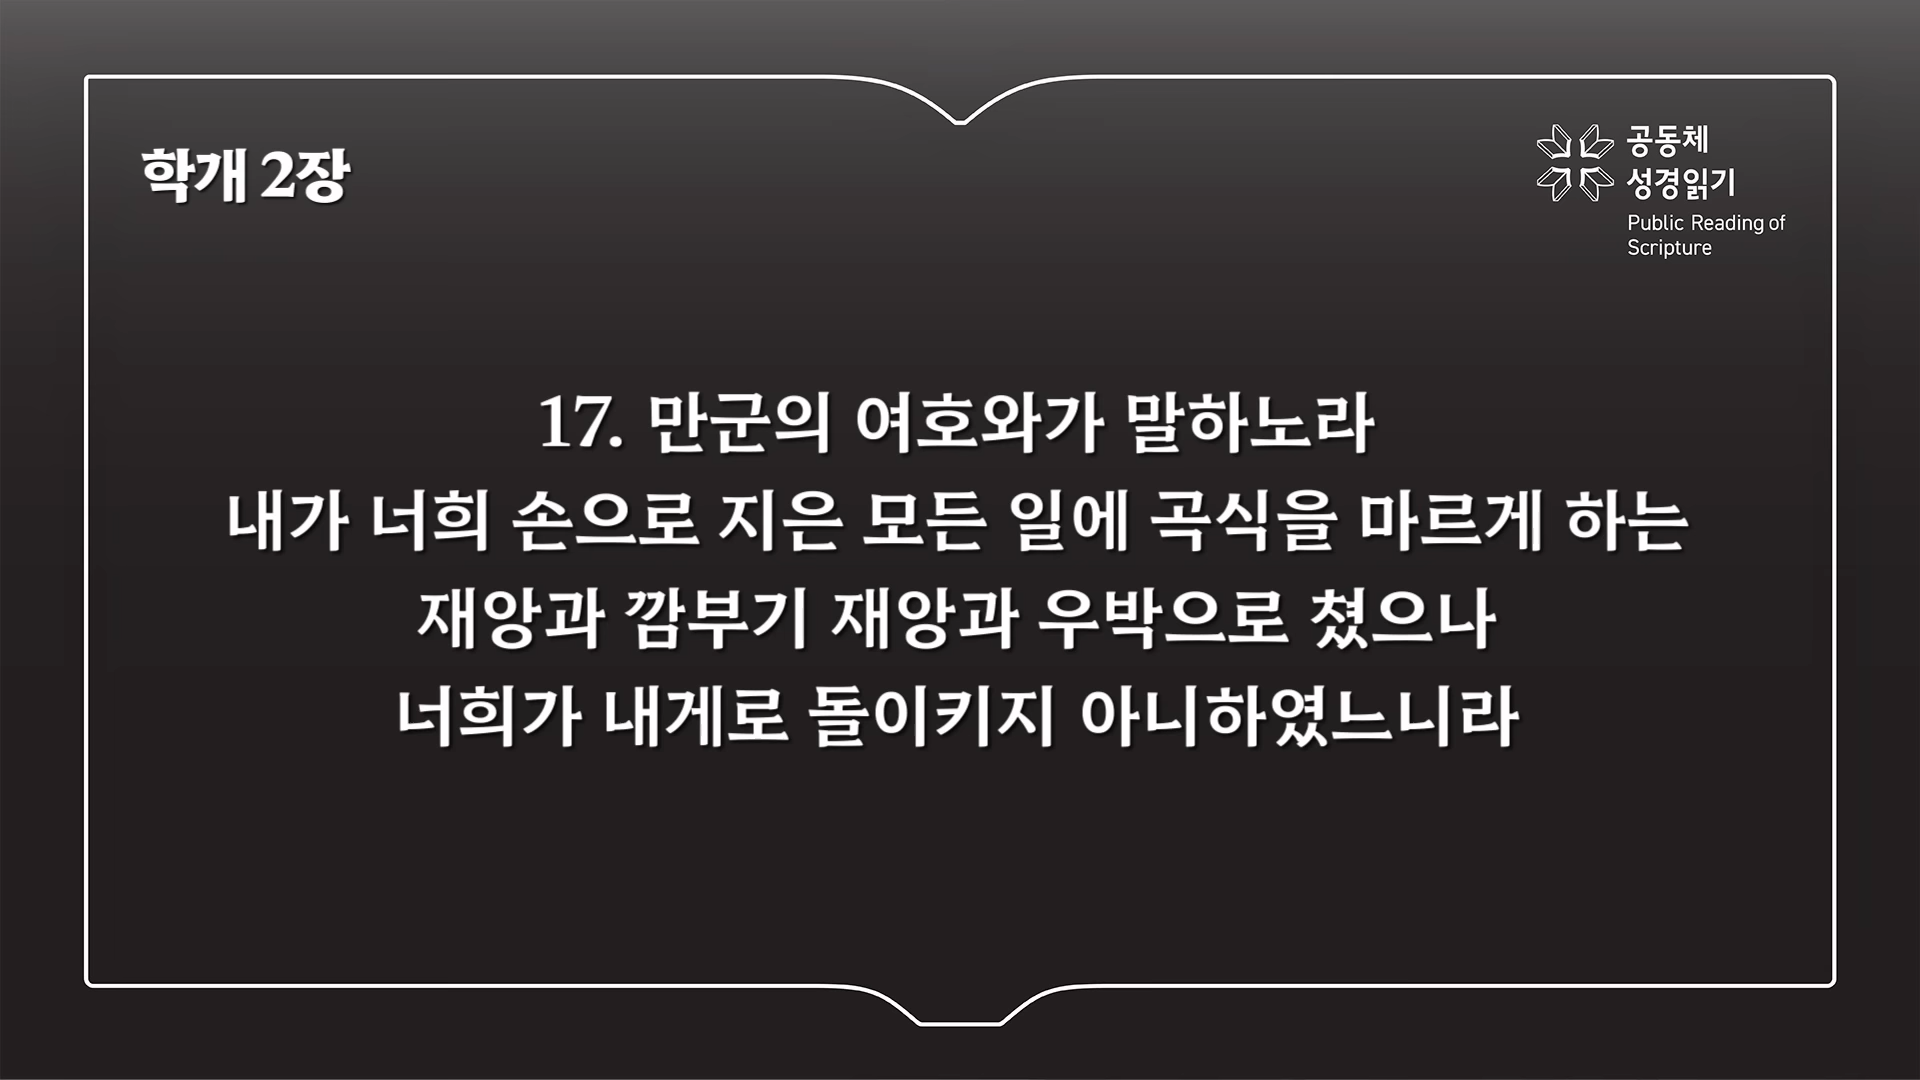 학개 2장
공동체
성경읽기
Public Reading of
Scripture
17. 만군의 여호와가 말하노라
내가 너희 손으로 지은 모든 일에 곡식을 마르게 하는
재앙과 깜부기 재앙과 우박으로 쳤으나
너희가 내게로 돌이키지 아니하였느니라